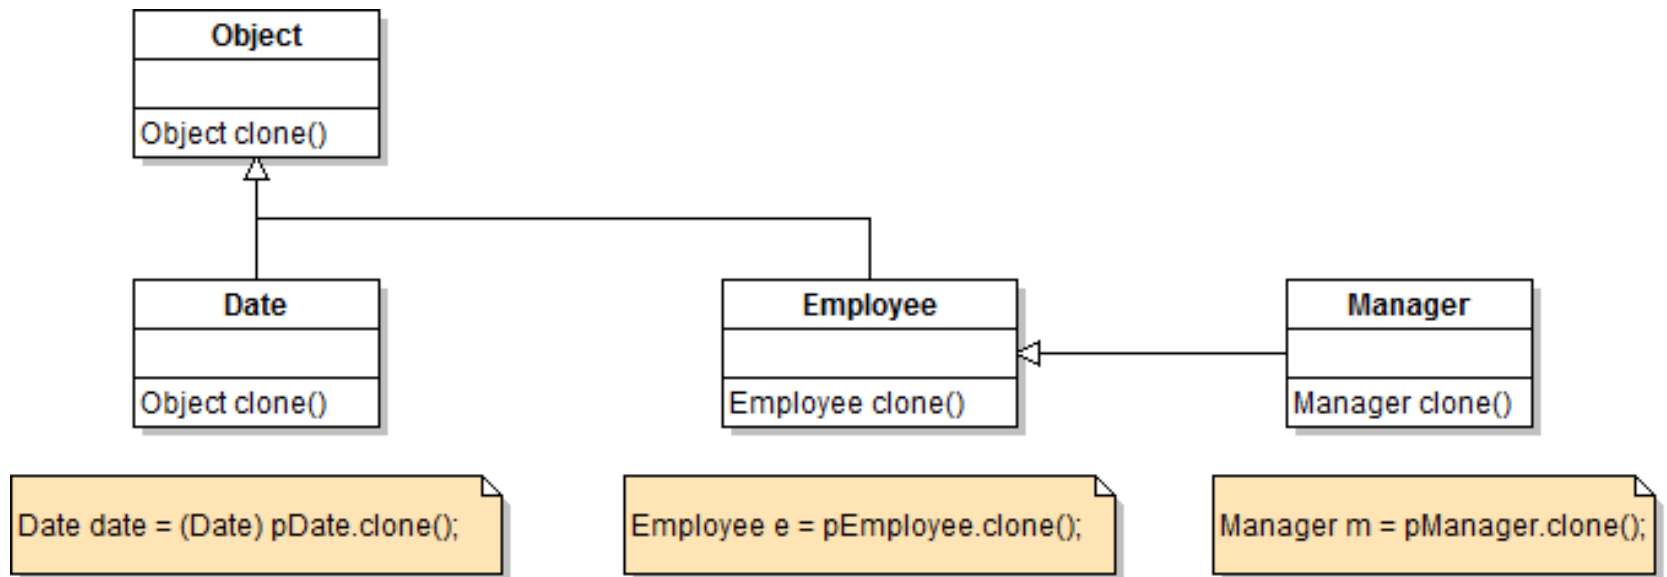 Object
Object clone()
Date
Object clone()
Employee
Employee clone()
Manager
Manager clone()
Date date = (Date) pDate.clone();
Employee e = pEmployee.clone();
Manager m = pManager.clone();